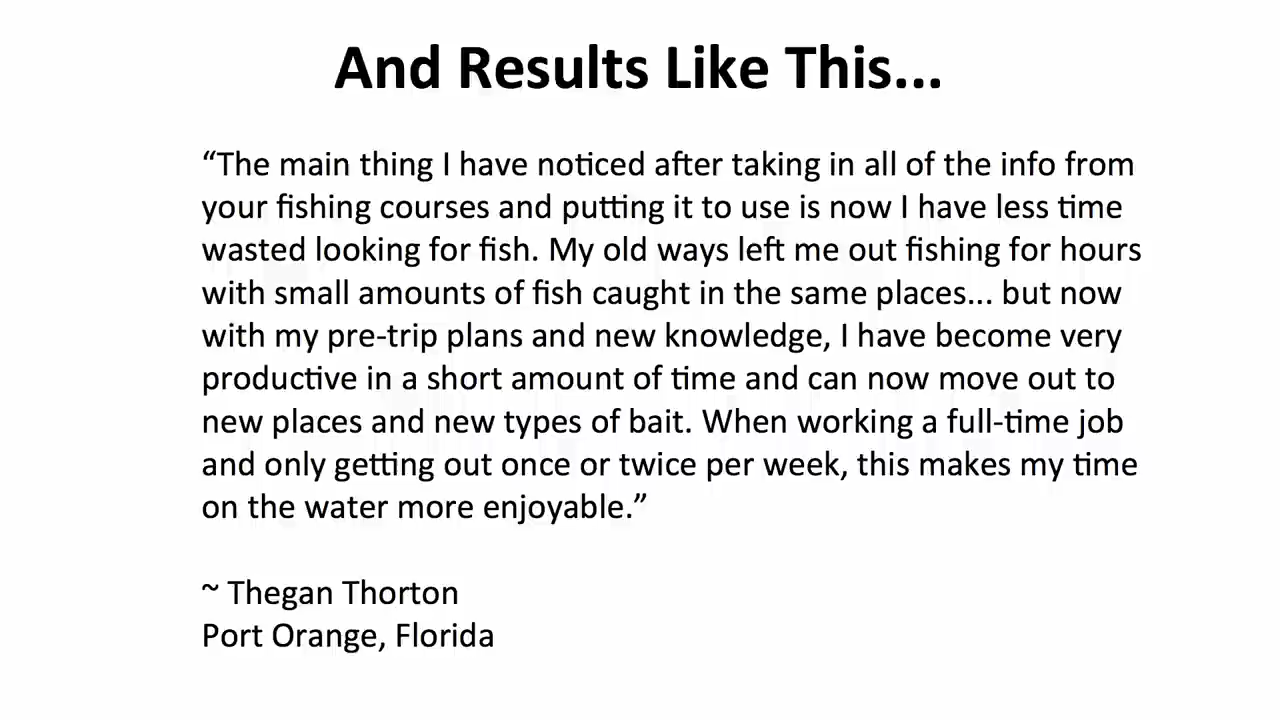 And Results Like This...
“The main thing I have noticed after taking in all of the info from
your fishing courses and putting it to use is now I have less time
wasted looking for fish. My old ways left me out fishing for hours
with small amounts of fish caught in the same places... but now
with my pre-trip plans and new knowledge, I have become very
productive in a short amount of time and can now move out to
new places and new types of bait. When working a full-time job
and only getting out once or twice per week, this makes my time
on the water more enjoyable.”
~ Thegan Thorton
Port Orange, Florida